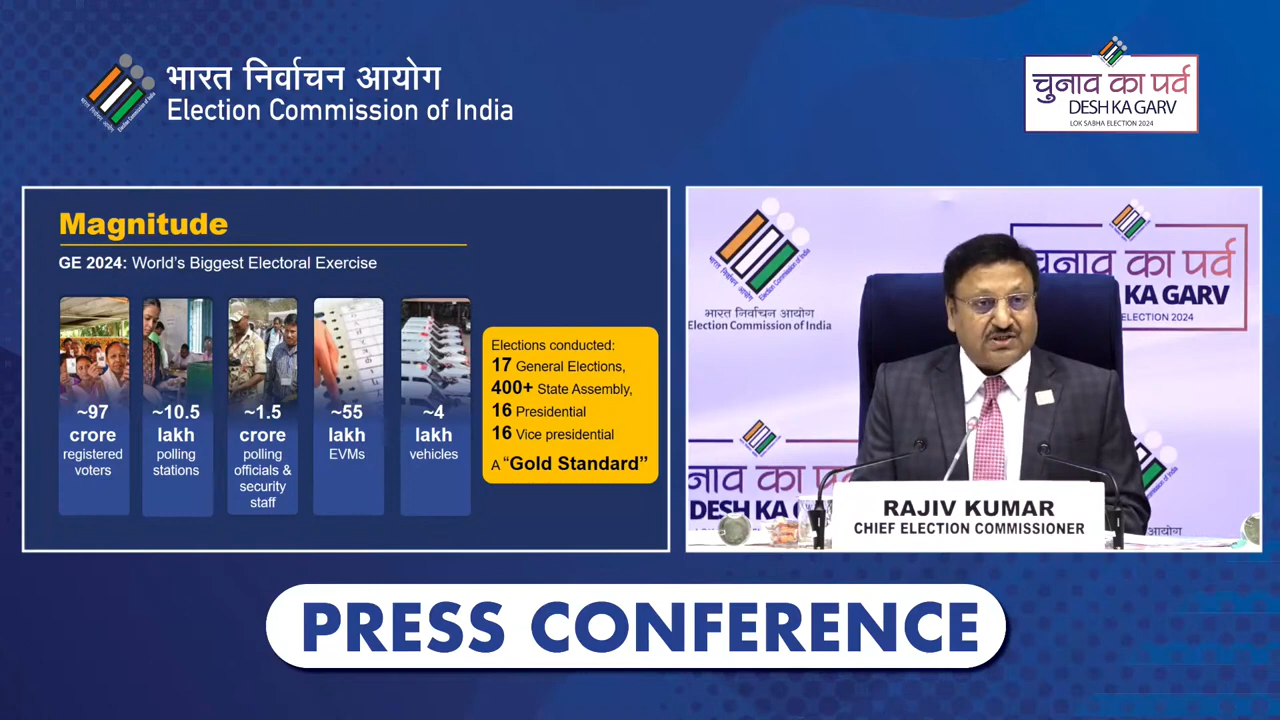 भारत निर्वाचन आयोग
Election Commission of India
चुनाव का पर्व
DESH KA GARV
LOK SABHA ELECTION 2024
Magnitude
GE 2024: World's Biggest Electoral Exercise
~97
crore
registered
voters
~10.5
lakh
polling
stations
~1.5
crore
polling
officials &
security
staff
~55
lakh
EVMs
~4
lakh
vehicles
Elections conducted:
17 General Elections,
400+ State Assembly,
16 Presidential
16 Vice presidential
A “Gold Standard”
भारत निर्वाचन आयोग
Election Commission of India
चुनाव का पर्व
KA GARV
ELECTION 2024
नाव का
DESH KA
आयोग
RAJIV KUMAR
CHIEF ELECTION COMMISSIONER
PRESS CONFERENCE